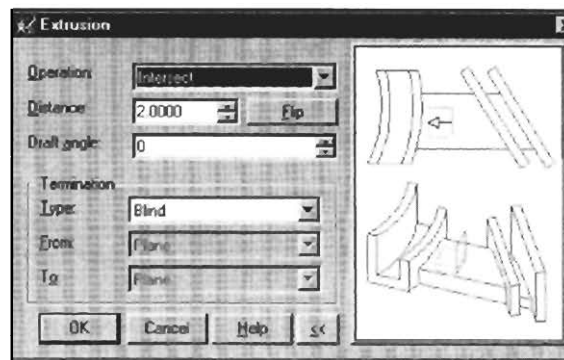 Extrusion
Operation: Intersect
Distance: 2.0000 Flip
Draft angle: 0
Termination
Type: Blind
From: Plane
To: Plane
OK Cancel Help <<